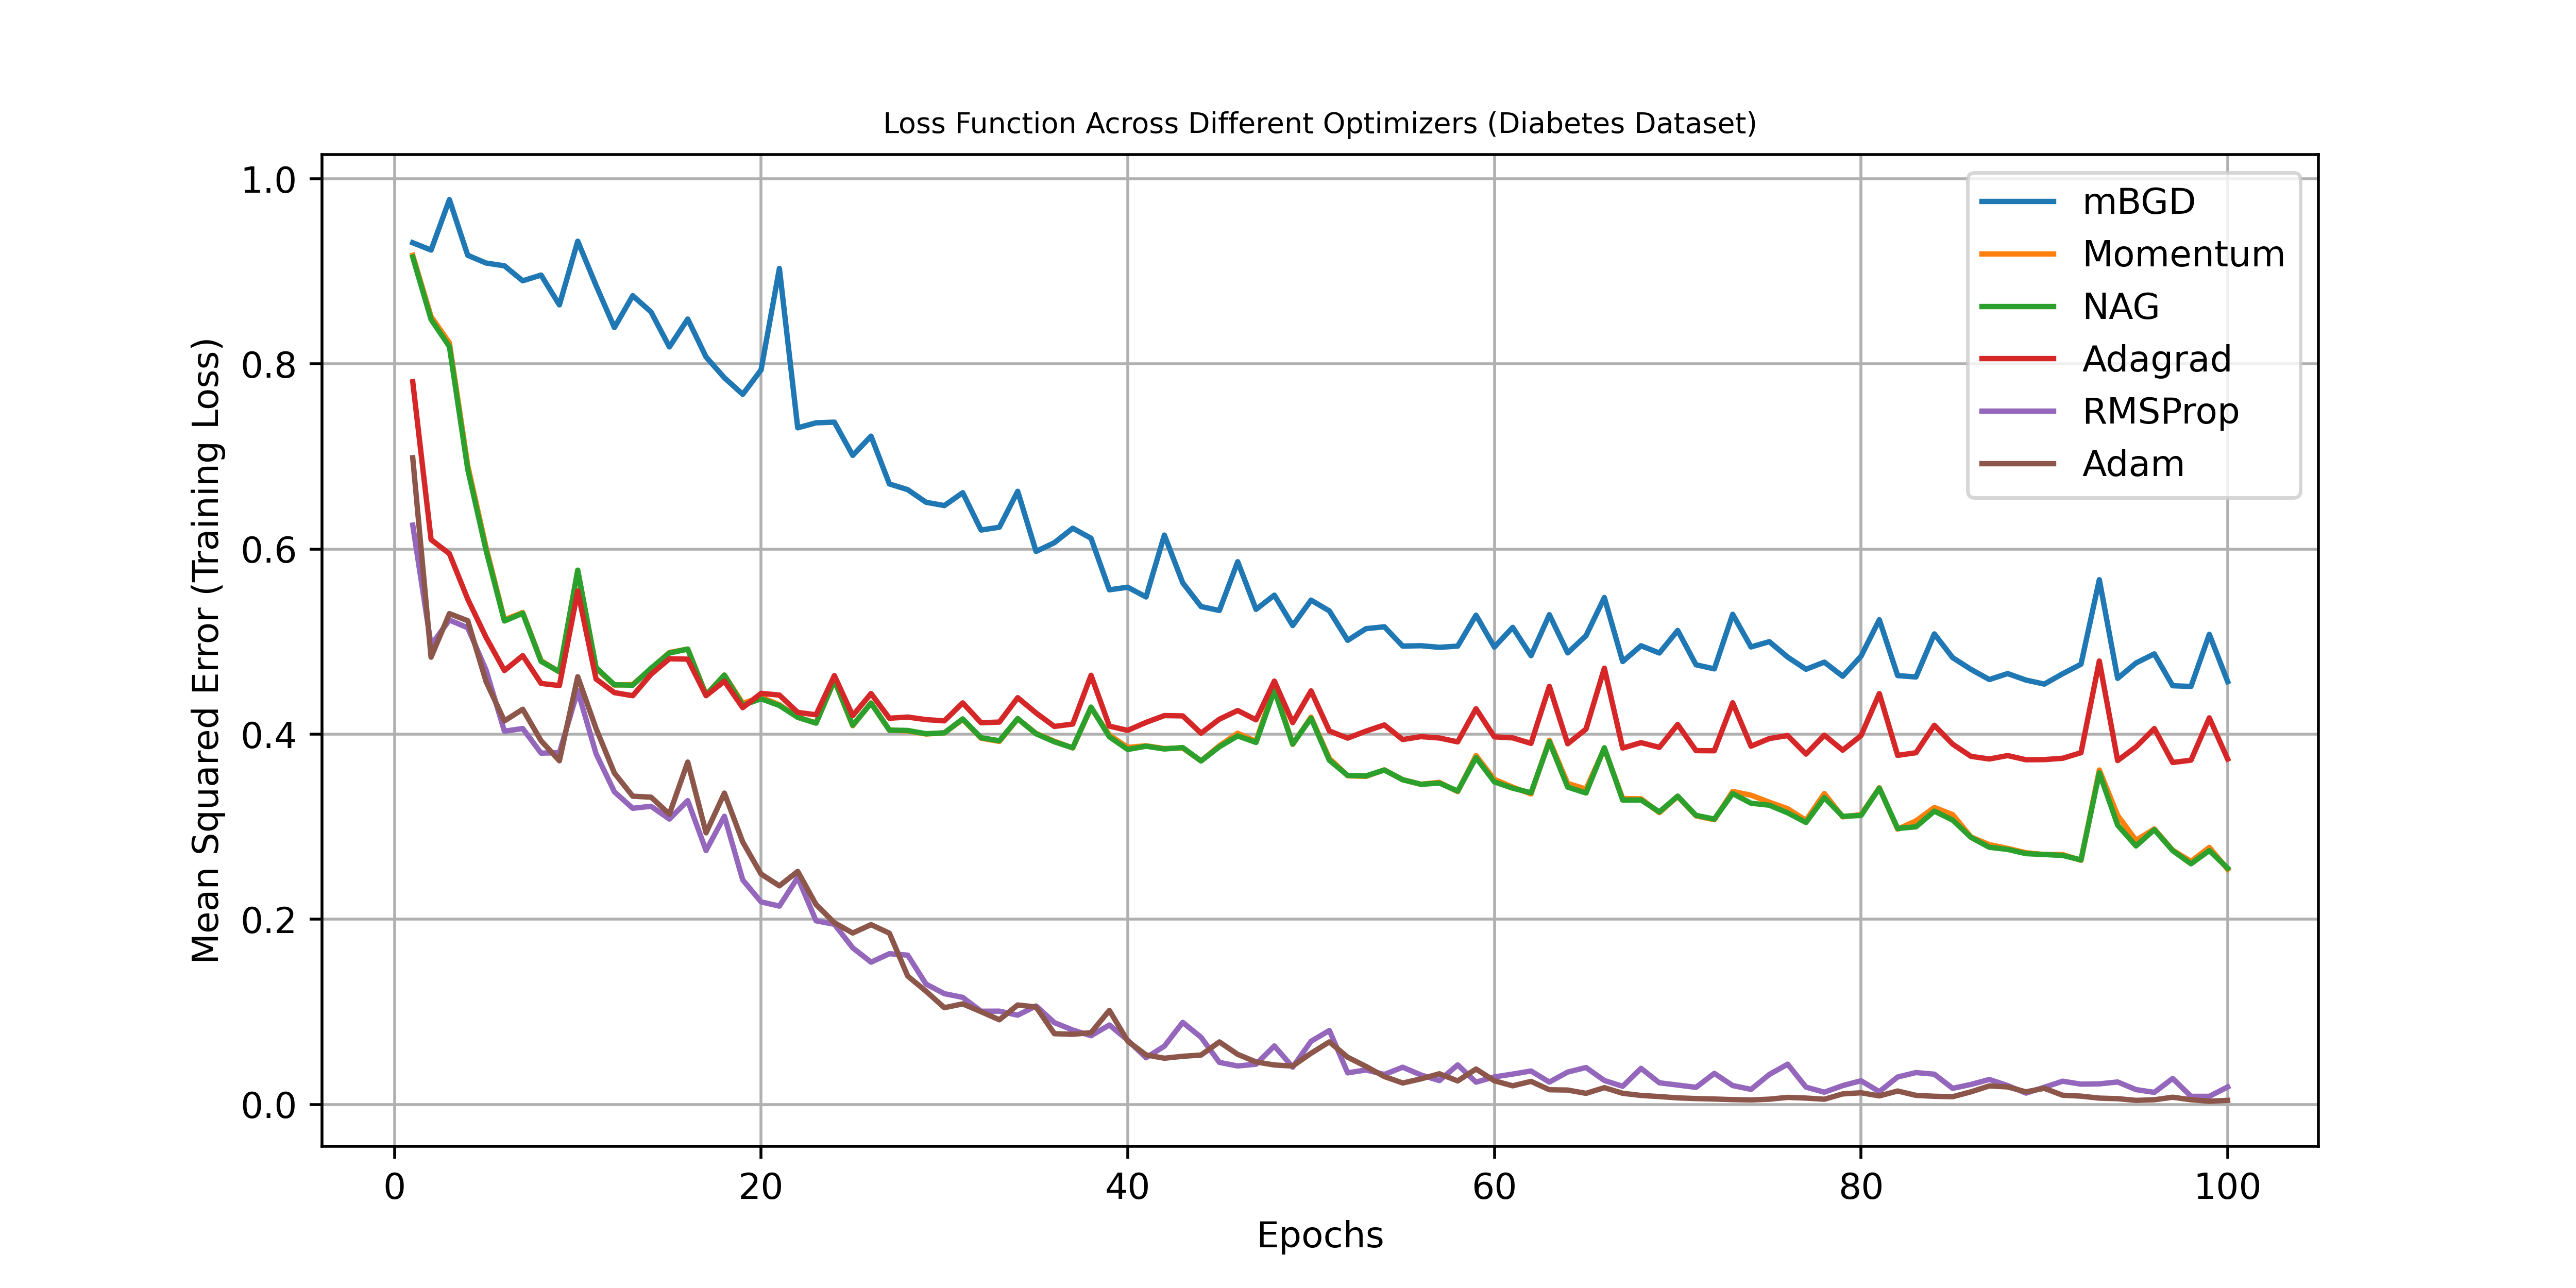 Loss Function Across Different Optimizers (Diabetes Dataset)
Mean Squared Error (Training Loss)
1.0
0.8
0.6
0.4
0.2
0.0
mBGD
Momentum
NAG
Adagrad
RMSProp
Adam
0 20 40 60 80 100
Epochs